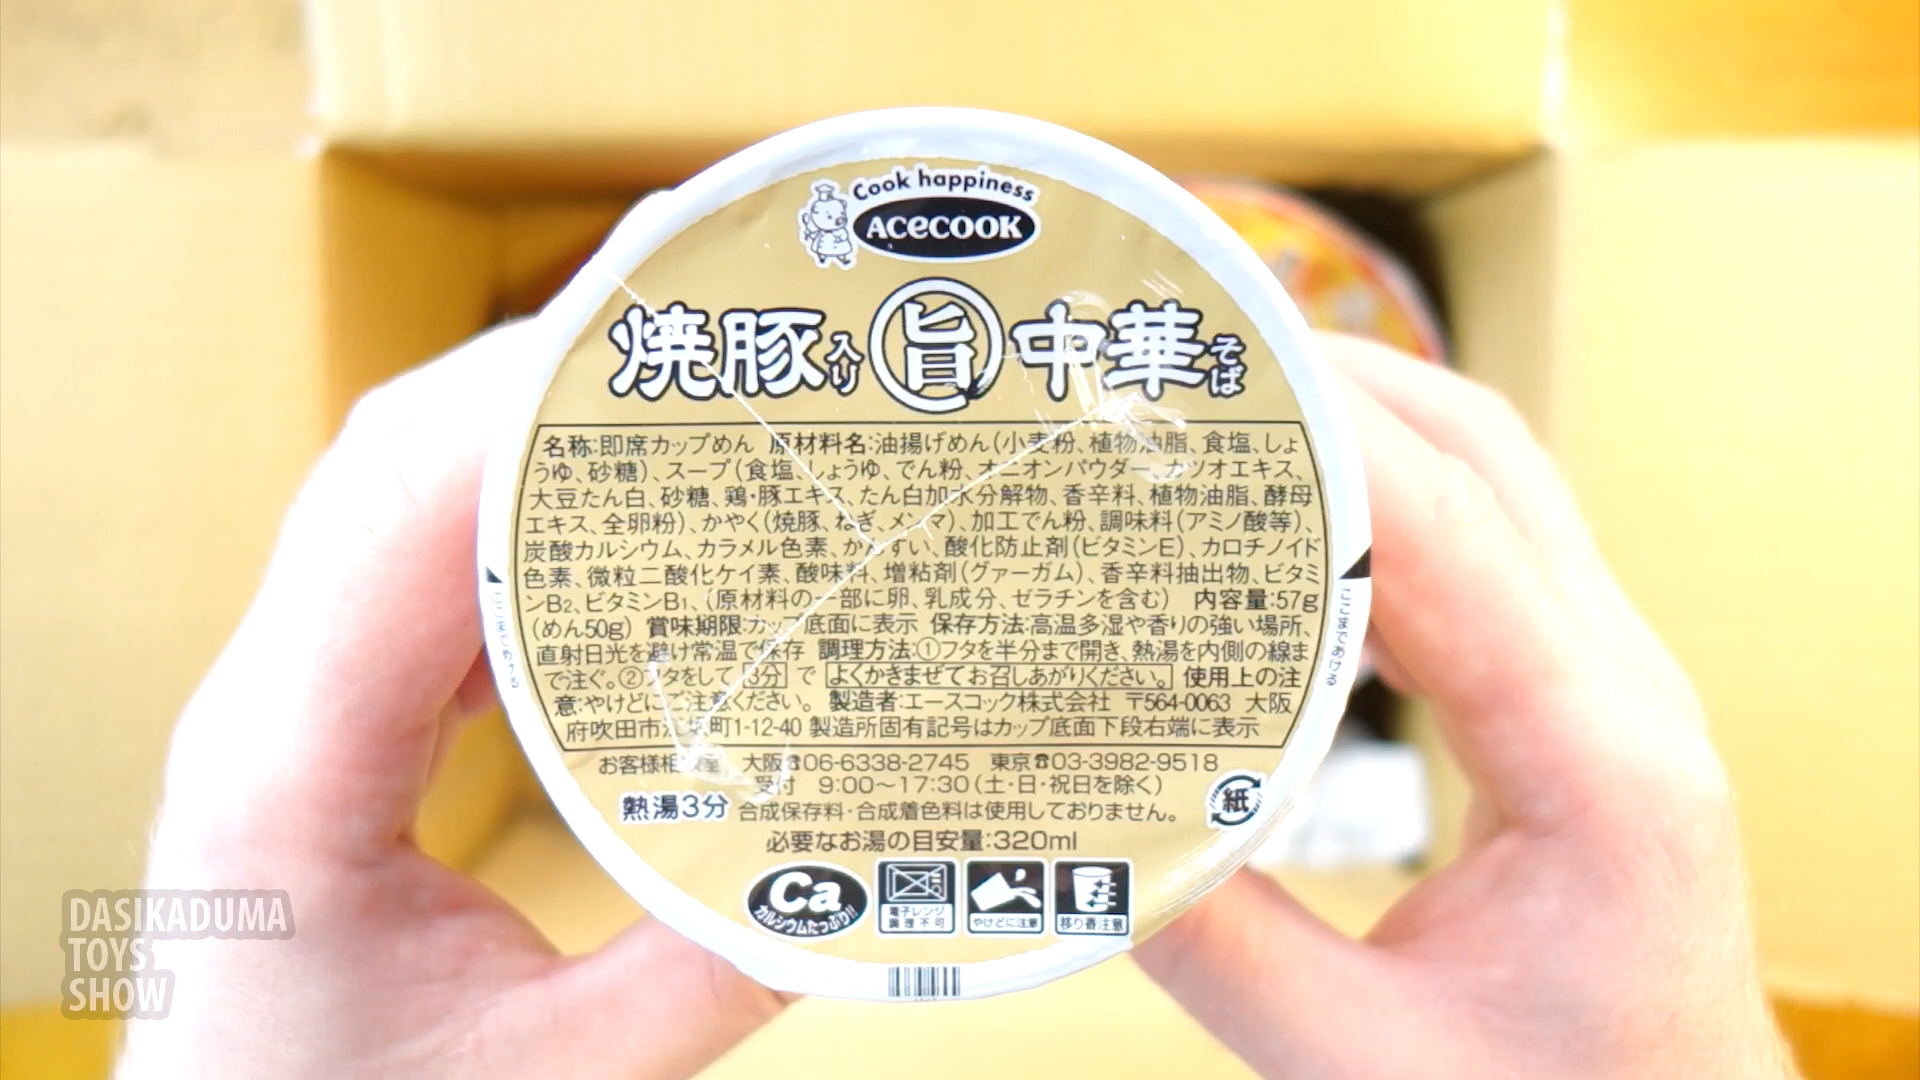 Cook happiness
ACECOOK
焼豚入り 旨 中華そば
名称:即席カップめん 原材料名:油揚げめん(小麦粉、植物油脂、食塩、しょ
うゆ、砂糖)、スープ(食塩、しょうゆ、でん粉、オニオンパウダー、カツオエキス、
大豆たん白、砂糖、鶏・豚エキス、たん白加水分解物、香辛料、植物油脂、酵母
エキス、全卵粉)、かやく(焼豚、ねぎ、メンマ)、加工でん粉、調味料(アミノ酸等)、
炭酸カルシウム、カラメル色素、かんすい、酸化防止剤(ビタミンE)、カロチノイド
色素、微粒二酸化ケイ素、酸味料、増粘剤(グァーガム)、香辛料抽出物、ビタミ
ンB2、ビタミンB1、(原材料の一部に卵、乳成分、ゼラチンを含む) 内容量:57g
(めん50g) 賞味期限:カップ底面に表示 保存方法:高温多湿や香りの強い場所、
直射日光を避け常温で保存 調理方法:①フタを半分まで開き、熱湯を内側の線ま
で注ぐ。②フタをして 3分 で よくかきまぜてお召しあがりください。 使用上の注
意:やけどにご注意ください。 製造者:エースコック株式会社 〒564-0063 大阪
府吹田市江坂町1-12-40 製造所固有記号はカップ底面下段右端に表示
お客様相談室 大阪☎06-6338-2745 東京☎03-3982-9518
受付 9:00〜17:30(土・日・祝日を除く)
熱湯3分 合成保存料・合成着色料は使用しておりません。
紙
必要なお湯の目安量:320ml
Ca
カルシウムたっぷり!!
電子レンジ
調理不可
やけどに注意
移り香注意
ここまであける
ここまであける
DASIKADUMA
TOYS
SHOW